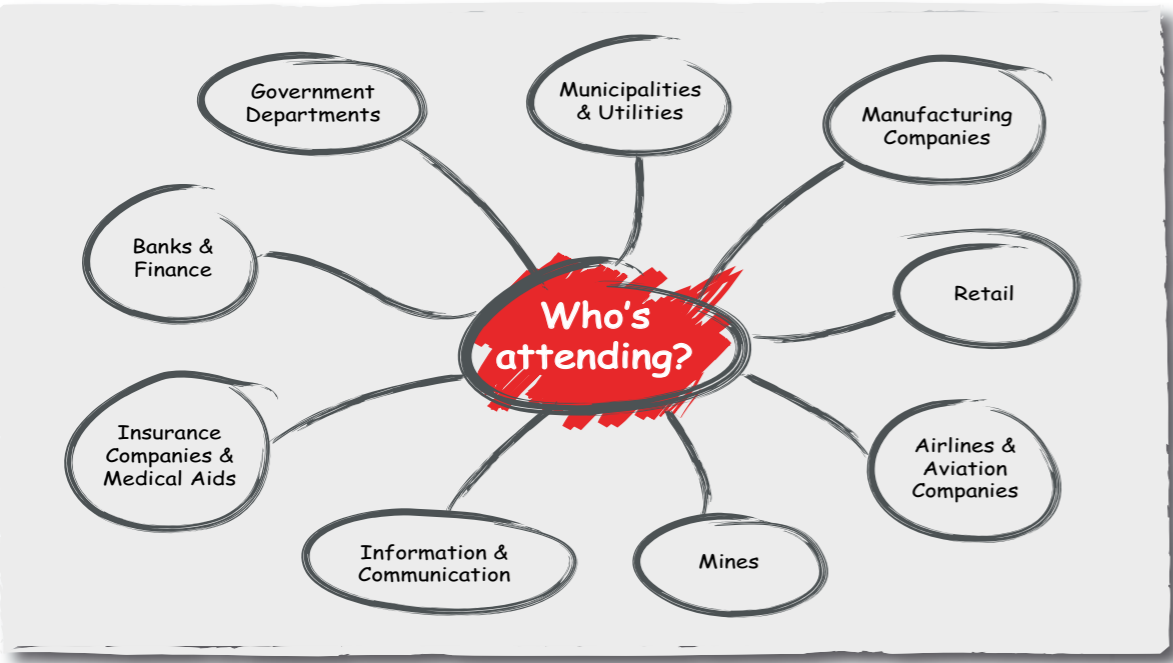 Government
Departments
Municipalities
& Utilities
Manufacturing
Companies
Banks &
Finance
Retail
Who’s
attending?
Insurance
Companies &
Medical Aids
Airlines &
Aviation
Companies
Information &
Communication
Mines